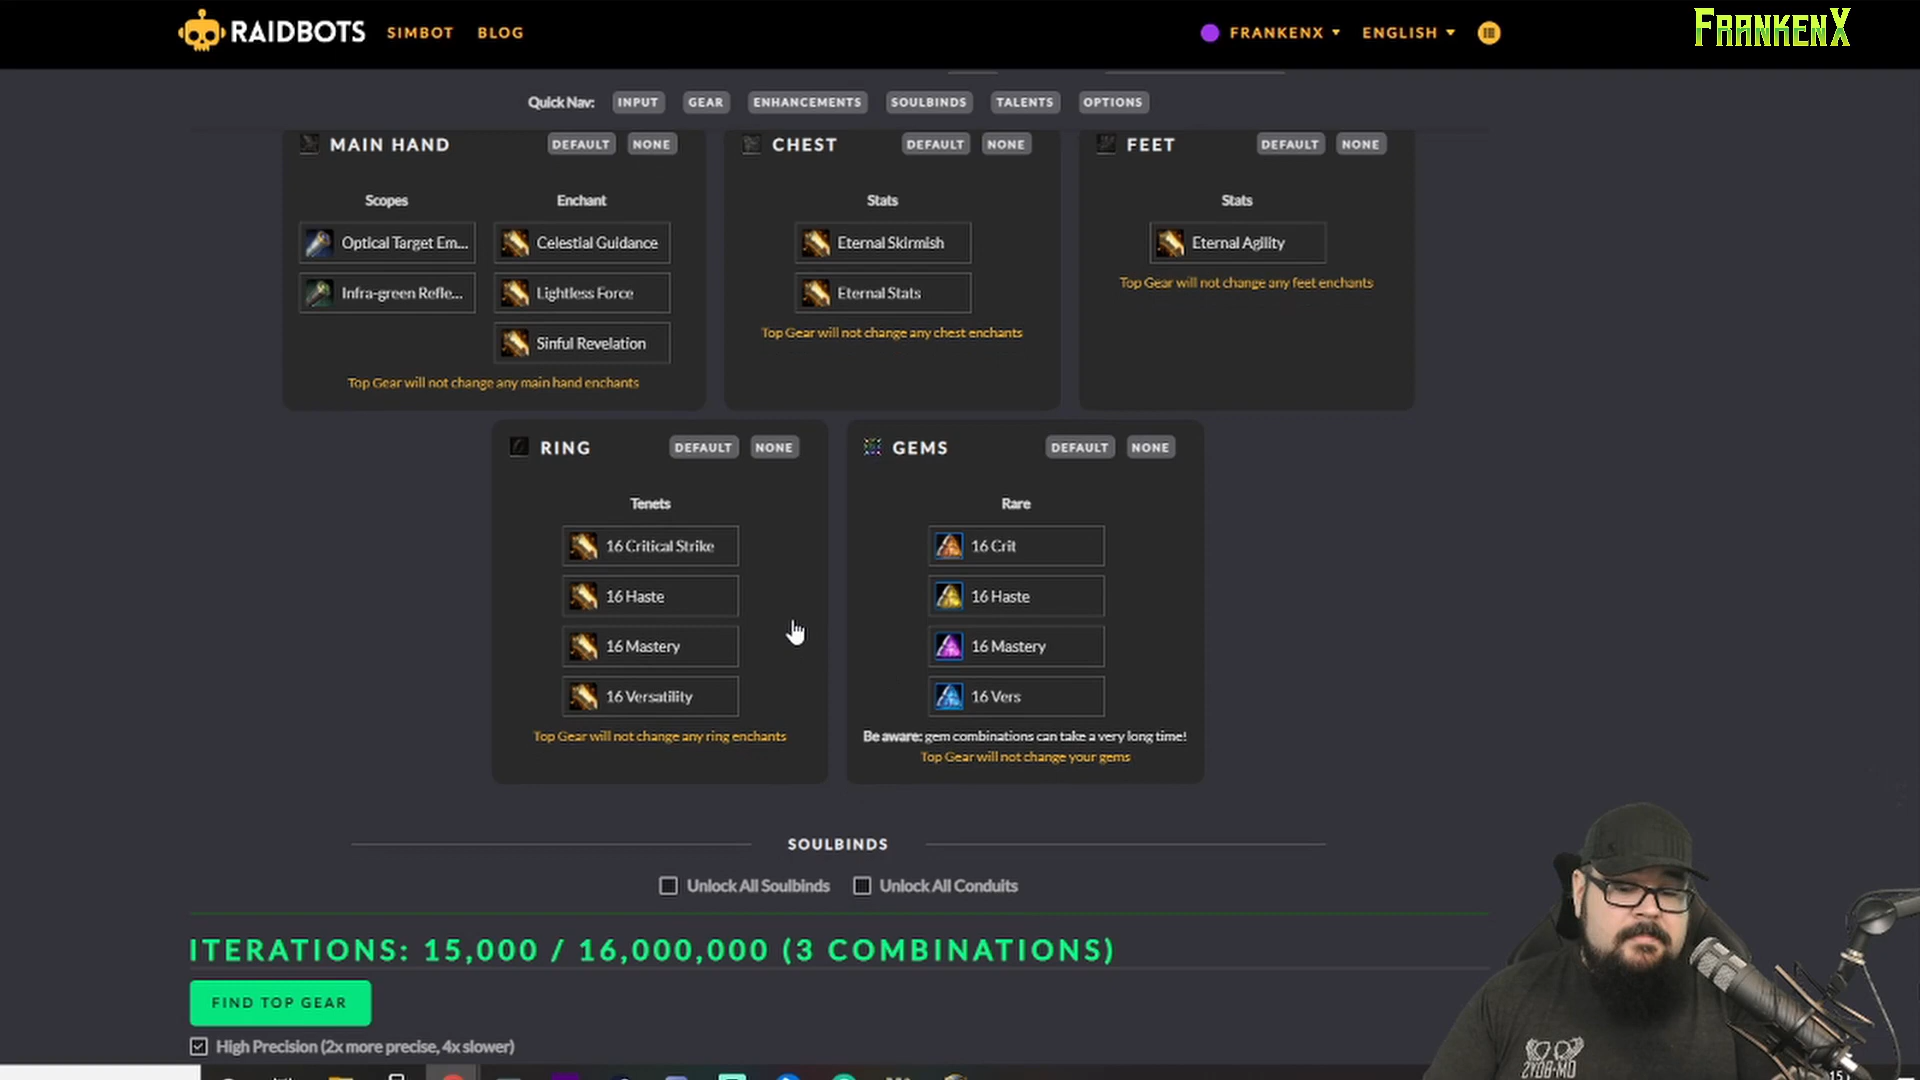 RAIDBOTS SIMBOT BLOG FRANKENX ENGLISH FRANKENX
Quick Nav: INPUT GEAR ENHANCEMENTS SOULBINDS TALENTS OPTIONS
MAIN HAND DEFAULT NONE
Scopes Enchant
Optical Target Em... Celestial Guidance
Infra-green Refle... Lightless Force
Sinful Revelation
Top Gear will not change any main hand enchants
CHEST DEFAULT NONE
Stats
Eternal Skirmish
Eternal Stats
Top Gear will not change any chest enchants
FEET DEFAULT NONE
Stats
Eternal Agility
Top Gear will not change any feet enchants
RING DEFAULT NONE
Tenets
16 Critical Strike
16 Haste
16 Mastery
16 Versatility
Top Gear will not change any ring enchants
GEMS DEFAULT NONE
Rare
16 Crit
16 Haste
16 Mastery
16 Vers
Be aware: gem combinations can take a very long time!
Top Gear will not change your gems
SOULBINDS
Unlock All Soulbinds Unlock All Conduits
ITERATIONS: 15,000 / 16,000,000 (3 COMBINATIONS)
FIND TOP GEAR
High Precision (2x more precise, 4x slower)